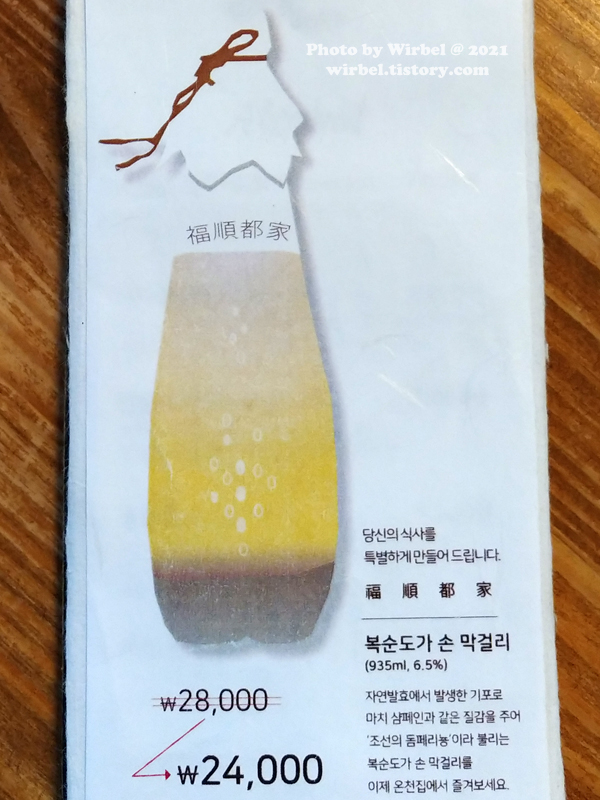 Photo by Wirbel @ 2021
wirbel.tistory.com
福順都家
당신의 식사를
특별하게 만들어 드립니다.
福 順 都 家
복순도가 손 막걸리
(935ml, 6.5%)
자연발효에서 발생한 기포로
마치 샴페인과 같은 질감을 주어
'조선의 돔페리뇽'이라 불리는
복순도가 손 막걸리를
이제 온천집에서 즐겨보세요.
₩28,000
₩24,000